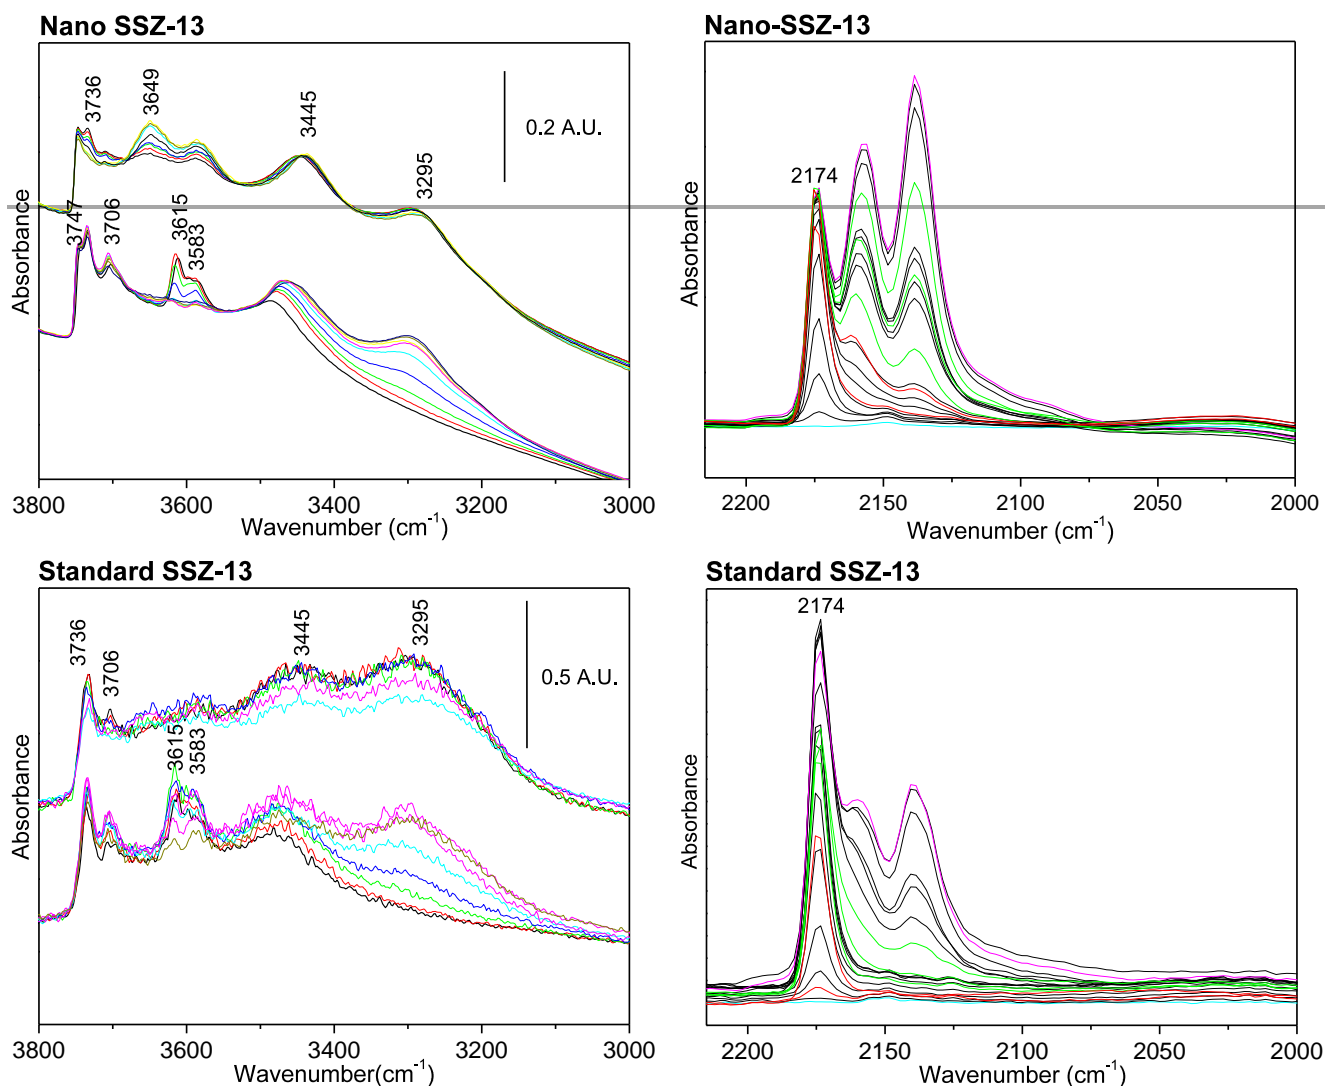 Nano SSZ-13
3736
3649
3445
3295
0.2 A.U.
3747
3706
3615
3583
Absorbance
3800
3600
3400
3200
3000
Wavenumber (cm-1)
Nano-SSZ-13
2174
Absorbance
2200
2150
2100
2050
2000
Wavenumber (cm-1)
Standard SSZ-13
3736
3706
3445
3295
0.5 A.U.
3615
3583
Absorbance
3800
3600
3400
3200
3000
Wavenumber(cm-1)
Standard SSZ-13
2174
Absorbance
2200
2150
2100
2050
2000
Wavenumber (cm-1)